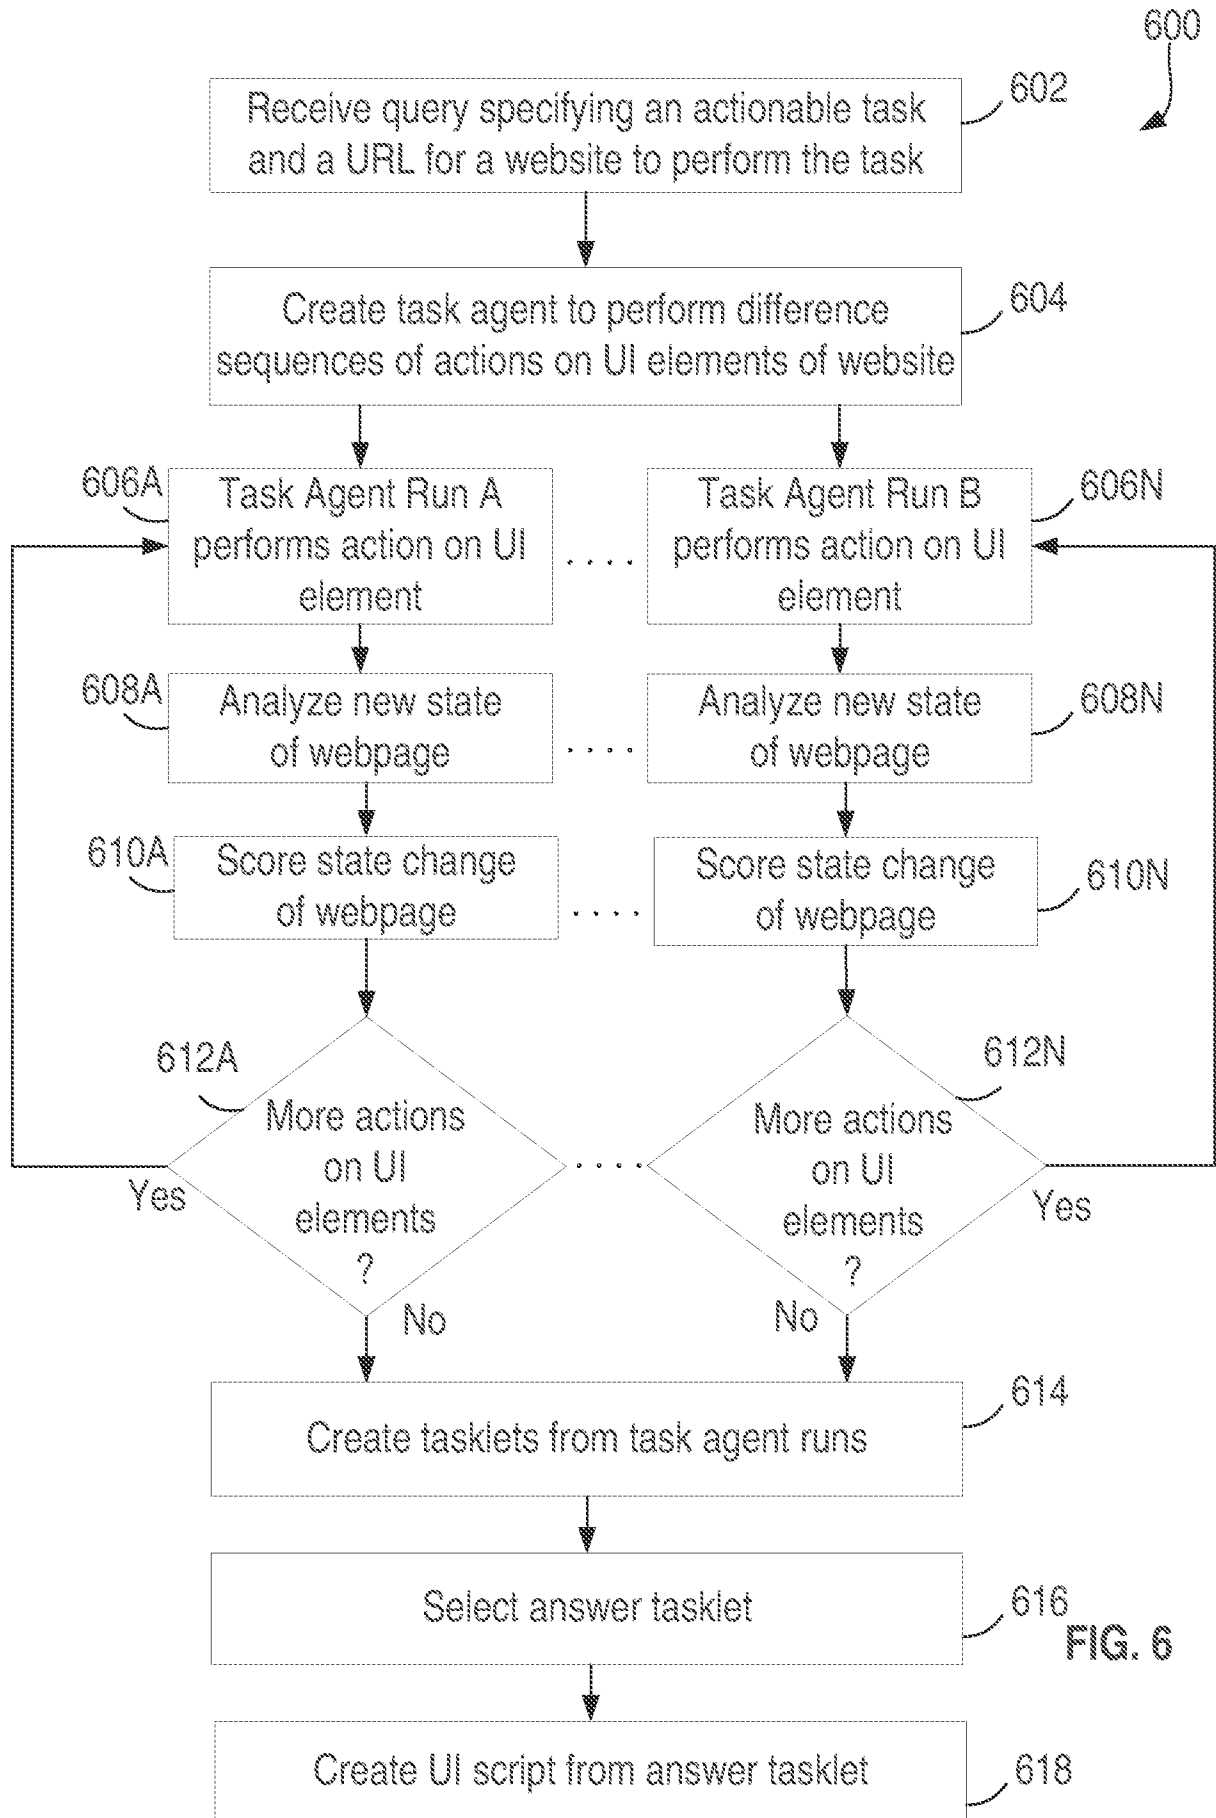 600
602
Receive query specifying an actionable task
and a URL for a website to perform the task
604
Create task agent to perform difference
sequences of actions on UI elements of website
606A
Task Agent Run A
performs action on UI
element
. . . .
Task Agent Run B
performs action on UI
element
606N
608A
Analyze new state
of webpage
. . . .
Analyze new state
of webpage
608N
610A
Score state change
of webpage
. . . .
Score state change
of webpage
610N
612A
More actions
on UI
elements
?
Yes
No
. . . .
612N
More actions
on UI
elements
?
Yes
No
614
Create tasklets from task agent runs
616
Select answer tasklet
FIG. 6
618
Create UI script from answer tasklet